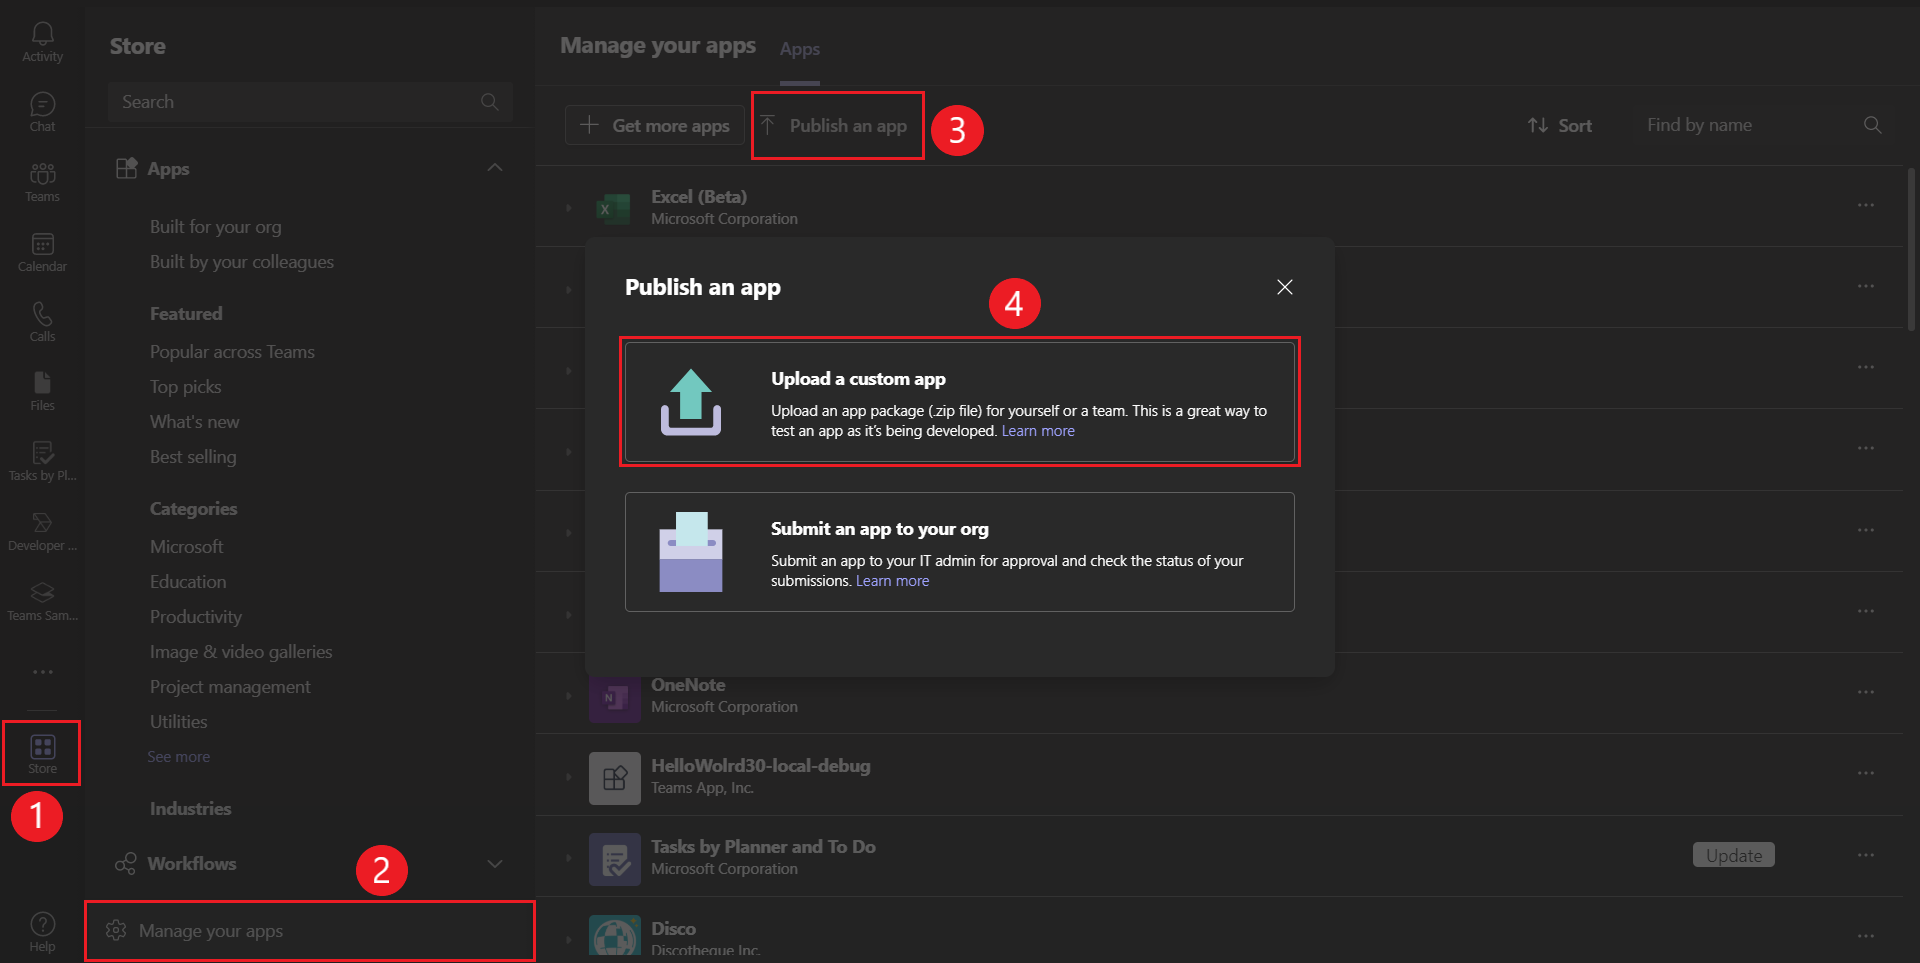 Activity
Chat
Teams
Calendar
Calls
Files
Tasks by Pl...
Developer ...
Teams Sam...
Store
1
Help
Store
Search
Apps
Built for your org
Built by your colleagues
Featured
Popular across Teams
Top picks
What's new
Best selling
Categories
Microsoft
Education
Productivity
Image & video galleries
Project management
Utilities
See more
Industries
Workflows
2
Manage your apps
Manage your apps
Apps
Get more apps
Publish an app
3
Sort
Find by name
Excel (Beta)
Microsoft Corporation
Publish an app
4
Upload a custom app
Upload an app package (.zip file) for yourself or a team. This is a great way to
test an app as it's being developed. Learn more
Submit an app to your org
Submit an app to your IT admin for approval and check the status of your
submissions. Learn more
OneNote
Microsoft Corporation
HelloWolrd30-local-debug
Teams App, Inc.
Tasks by Planner and To Do
Microsoft Corporation
Update
Disco
Discotheque Inc.